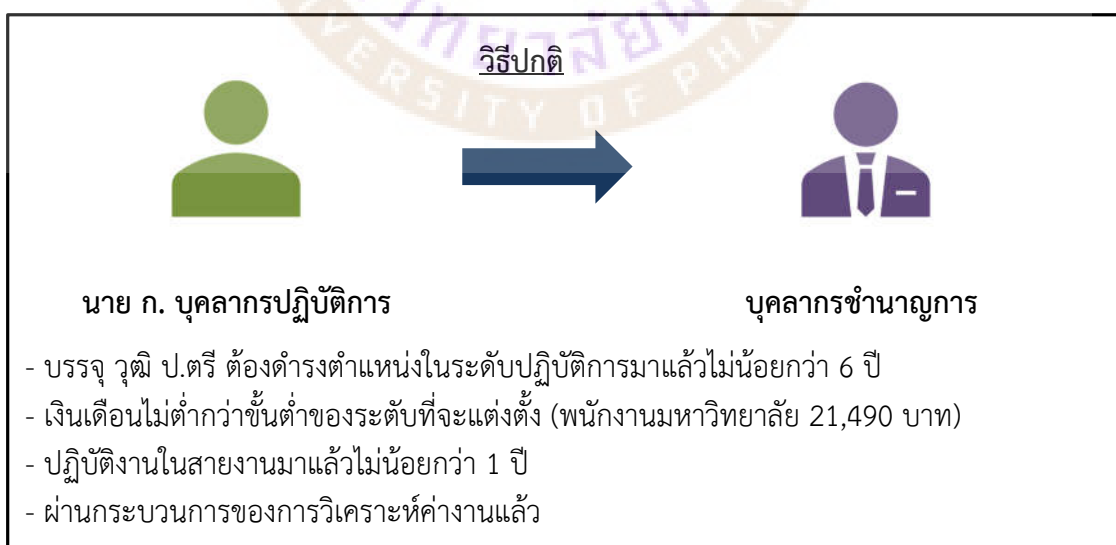 วิธีปกติ
นาย ก. บุคลากรปฏิบัติการ
บุคลากรชำนาญการ
- บรรจุ วุฒิ ป.ตรี ต้องดำรงตำแหน่งในระดับปฏิบัติการมาแล้วไม่น้อยกว่า 6 ปี
- เงินเดือนไม่ต่ำกว่าขั้นต่ำของระตับที่จะแต่งตั้ง (พนักงานมหาวิทยาลัย 21,490 บาท)
- ปฏิบัติงานในสายงานมาแล้วไม่น้อยกว่า 1 ปี
- ผ่านกระบวนการของการวิเคราะห์ค่างานแล้ว